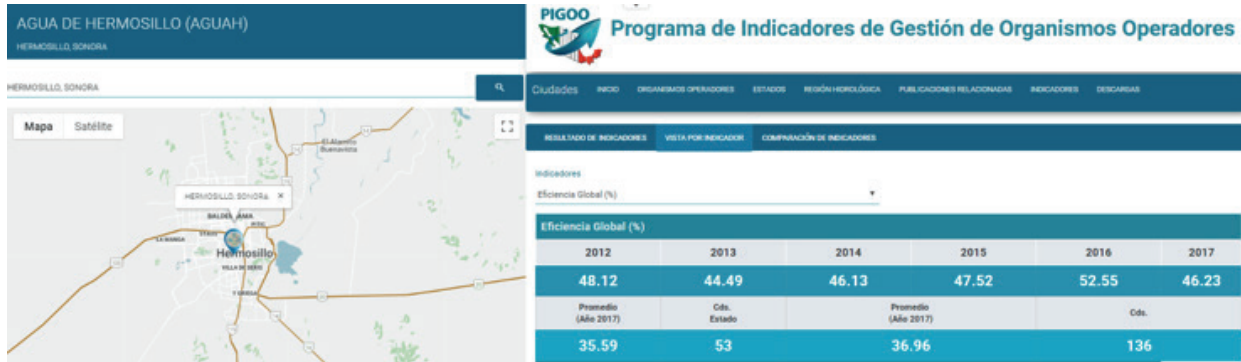 AGUA DE HERMOSILLO (AGUAH)
HERMOSILLO, SONORA
HERMOSILLO, SONORA
Mapa Satélite
El Alamito
Buenavista
HERMOSILLO, SONORA ×
LA MANGA
Hermosillo
VILLA DE SERIS
Y GRIEGA
PIGOO
Programa de Indicadores de Gestión de Organismos Operadores
Ciudades INICIO ORGANISMOS OPERADORES ESTADOS REGIÓN HIDROLÓGICA PUBLICACIONES RELACIONADAS INDICADORES DESCARGAS
RESULTADO DE INDICADORES VISTA POR INDICADOR COMPARACIÓN DE INDICADORES
Indicadores
Eficiencia Global (%)
Eficiencia Global (%)
2012 2013 2014 2015 2016 2017
48.12 44.49 46.13 47.52 52.55 46.23
Promedio
(Año 2017)
Cds.
Estado
Promedio
(Año 2017)
Cds.
35.59 53 36.96 136